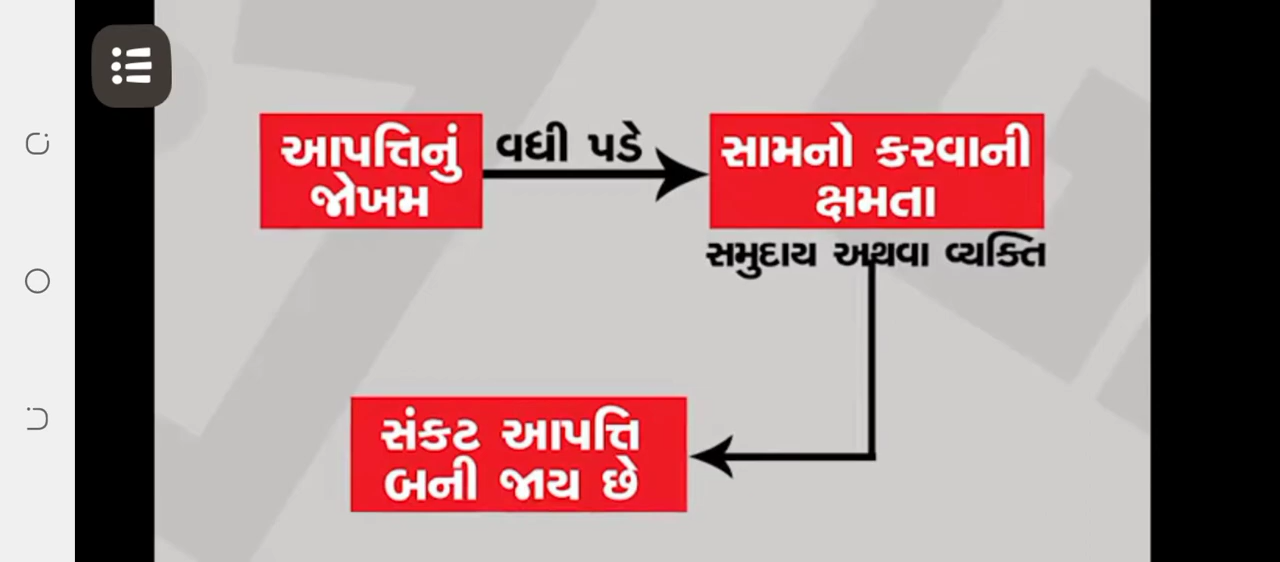 આપત્તિનું
જોખમ
વધી પડે
સામનો કરવાની
ક્ષમતા
સમુદાય અથવા વ્યક્તિ
સંકટ આપત્તિ
બની જાય છે